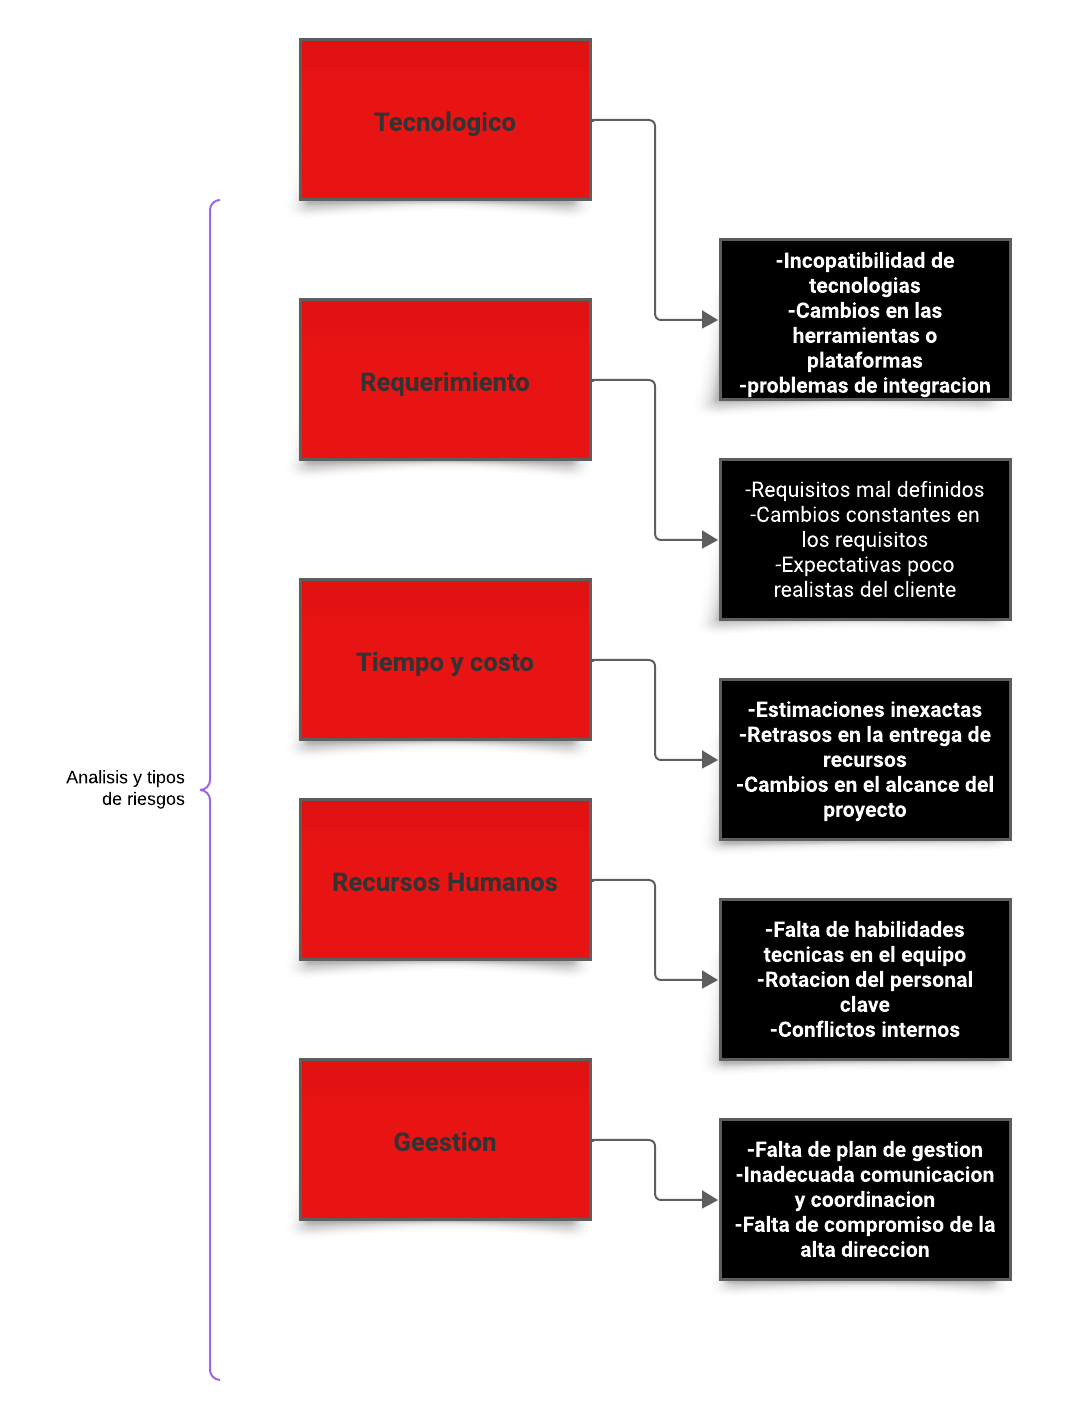 Tecnologico
-Incopatibilidad de
tecnologias
-Cambios en las
herramientas o
plataformas
-problemas de integracion
Requerimiento
-Requisitos mal definidos
-Cambios constantes en
los requisitos
-Expectativas poco
realistas del cliente
Tiempo y costo
-Estimaciones inexactas
-Retrasos en la entrega de
recursos
-Cambios en el alcance del
proyecto
Analisis y tipos
de riesgos
Recursos Humanos
-Falta de habilidades
tecnicas en el equipo
-Rotacion del personal
clave
-Conflictos internos
Geestion
-Falta de plan de gestion
-Inadecuada comunicacion
y coordinacion
-Falta de compromiso de la
alta direccion